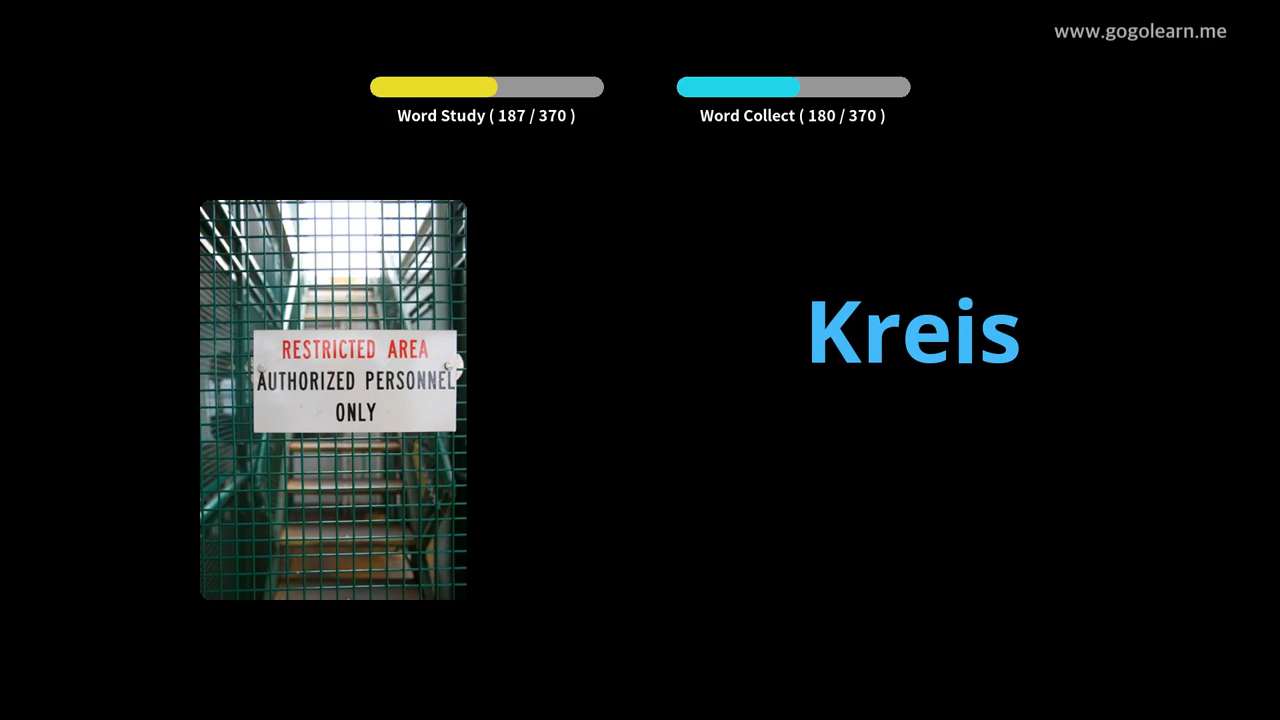 www.gogolearn.me
Word Study ( 187 / 370 )
Word Collect ( 180 / 370 )
RESTRICTED AREA
AUTHORIZED PERSONNEL
ONLY
Kreis